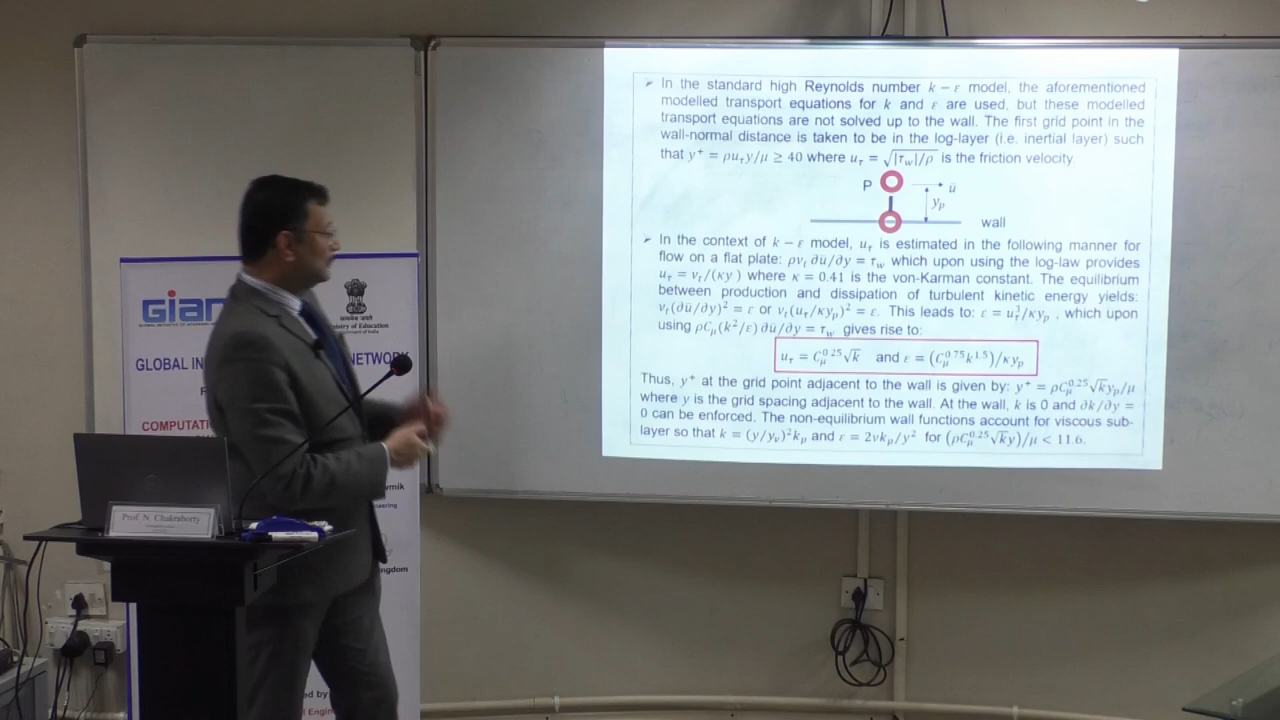 ➢ In the standard high Reynolds number k − ε model, the aforementioned
modelled transport equations for k and ε are used, but these modelled
transport equations are not solved up to the wall. The first grid point in the
wall-normal distance is taken to be in the log-layer (i.e. inertial layer) such
that y⁺ = ρu_τy/μ ≥ 40 where u_τ = √|τ_w|/ρ is the friction velocity.
P
ū
y_p
wall
➢ In the context of k − ε model, u_τ is estimated in the following manner for
flow on a flat plate: ρν_t ∂ū/∂y = τ_w which upon using the log-law provides
u_τ = ν_t/(κy) where κ = 0.41 is the von-Karman constant. The equilibrium
between production and dissipation of turbulent kinetic energy yields:
ν_t(∂ū/∂y)² = ε or ν_t(u_τ/κy_p)² = ε. This leads to: ε = u_τ³/κy_p, which upon
using ρC_μ(k²/ε) ∂ū/∂y = τ_w gives rise to:
u_τ = C_μ^0.25√k and ε = (C_μ^0.75k^1.5)/κy_p
Thus, y⁺ at the grid point adjacent to the wall is given by: y⁺ = ρC_μ^0.25√k y_p/μ
where y is the grid spacing adjacent to the wall. At the wall, k is 0 and ∂k/∂y =
0 can be enforced. The non-equilibrium wall functions account for viscous sub-
layer so that k = (y/y_v)²k_p and ε = 2νk_p/y² for (ρC_μ^0.25√k y)/μ < 11.6.
GIAN
सत्यमेव जयते
Ministry of Education
GLOBAL IN
NETWORK
COMPUTATI
Prof. N. Chakraborty